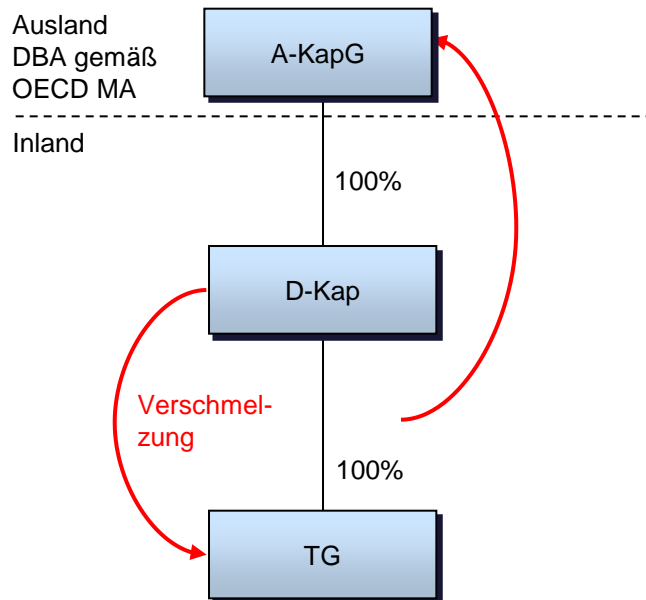 Ausland
DBA gemäß
OECD MA
A-KapG
Inland
100%
D-Kap
Verschmel-
zung
100%
TG